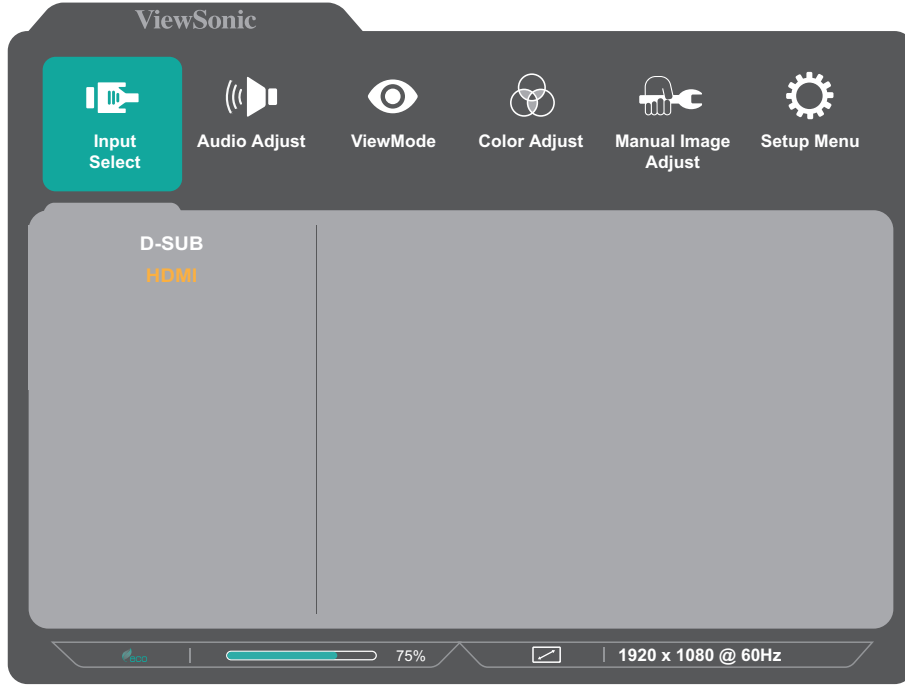 ViewSonic
Input
Select
Audio Adjust
ViewMode
Color Adjust
Manual Image
Adjust
Setup Menu
D-SUB
HDMI
eco
75%
1920 x 1080 @ 60Hz